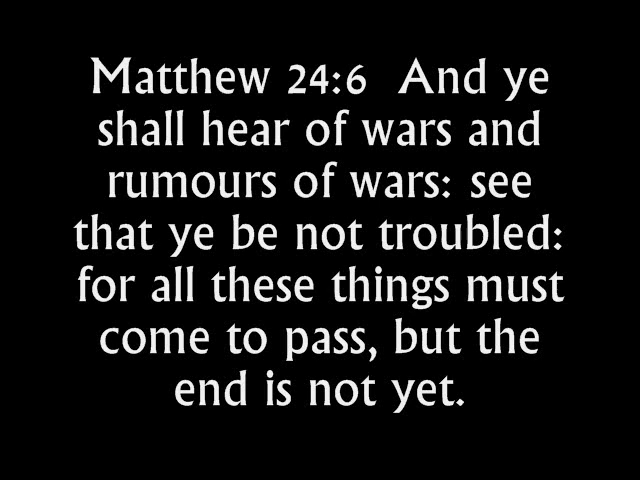 Matthew 24:6  And ye
shall hear of wars and
rumours of wars: see
that ye be not troubled:
for all these things must
come to pass, but the
end is not yet.